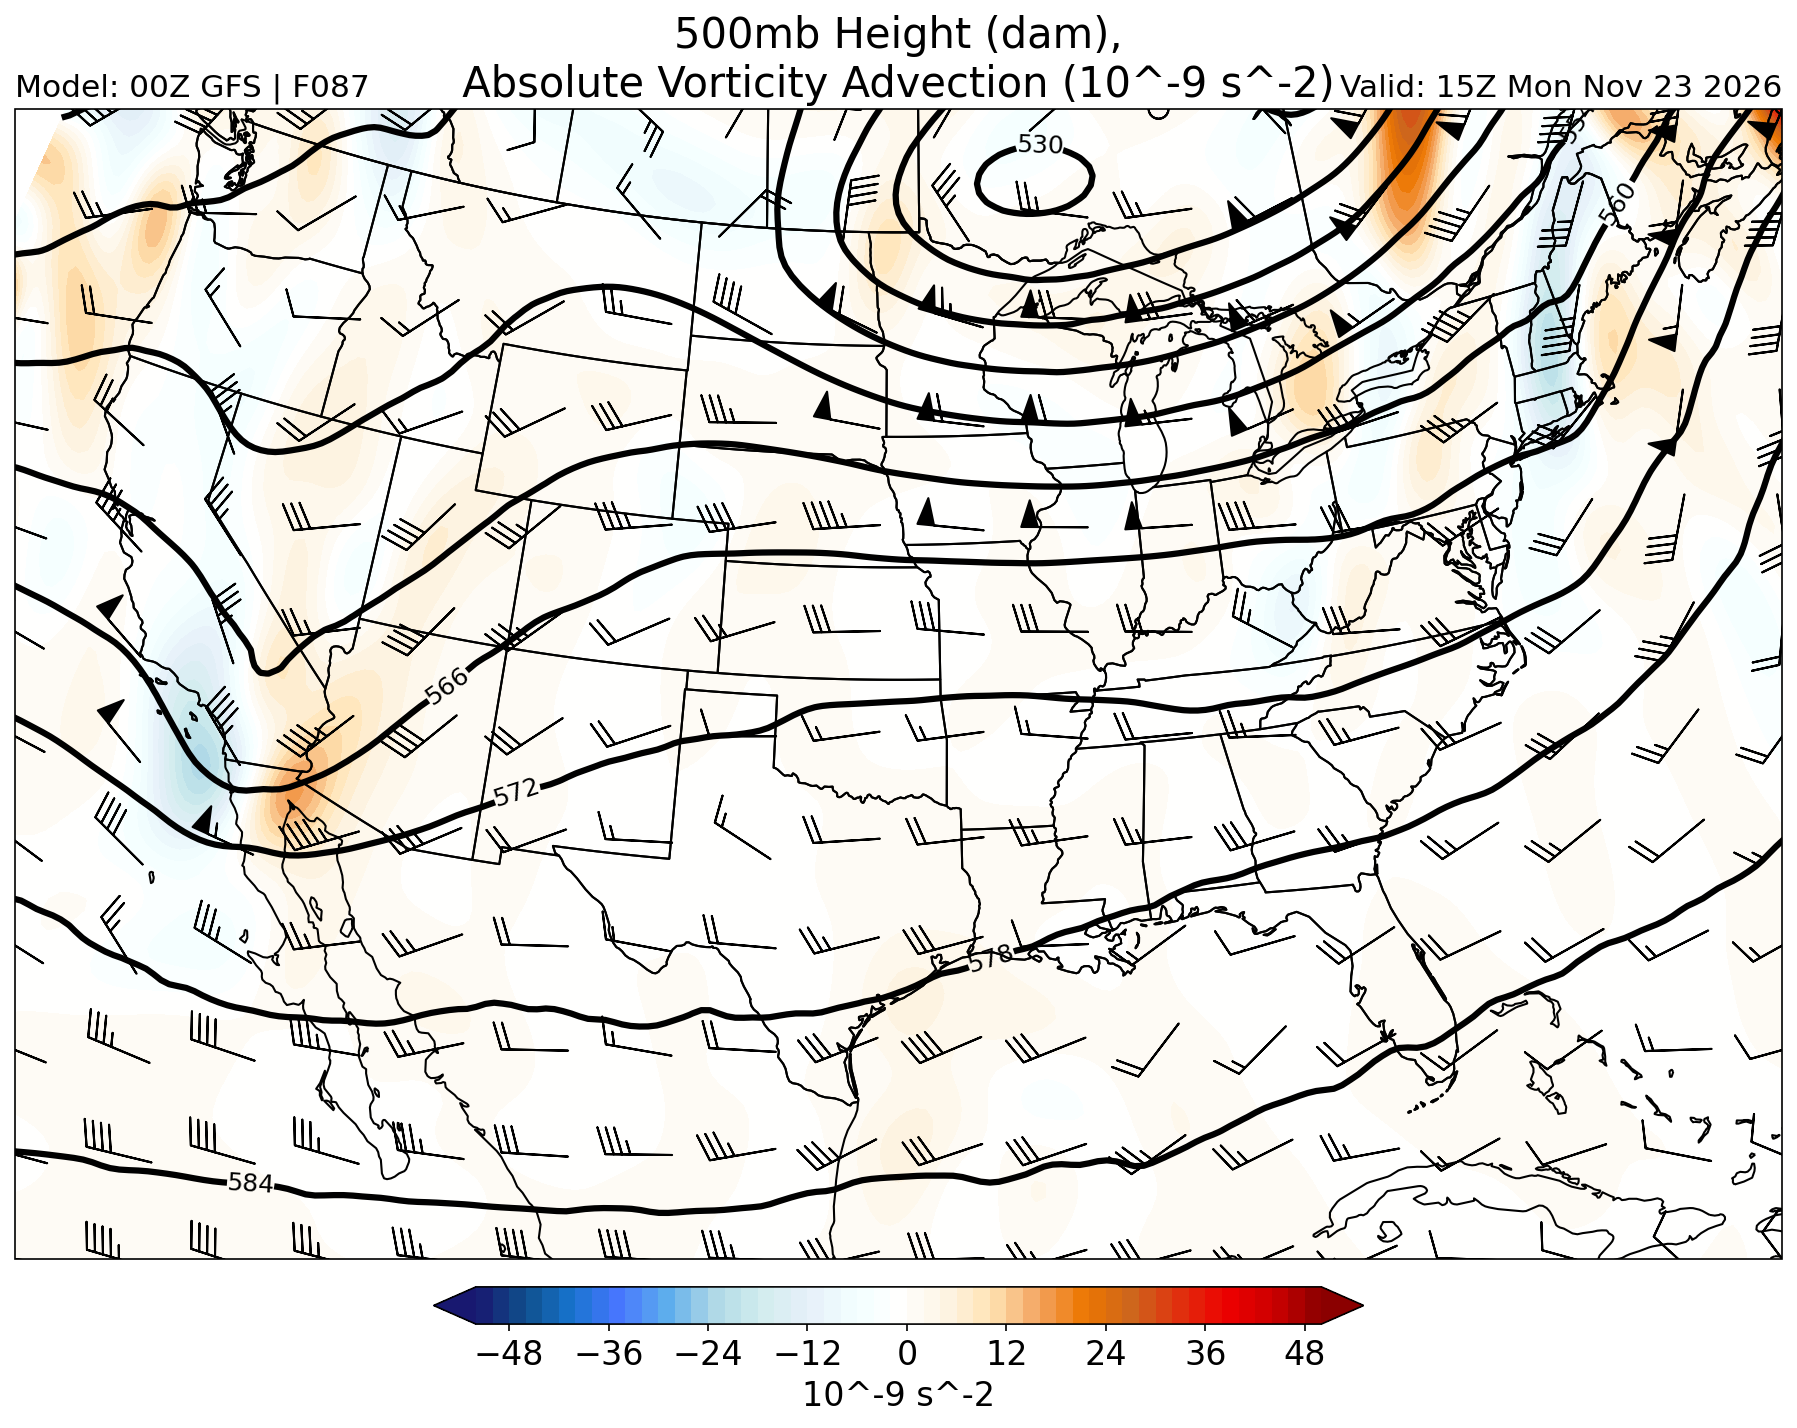 500mb Height (dam),
Model: 00Z GFS | F087
Absolute Vorticity Advection (10^-9 s^-2)
Valid: 15Z Mon Nov 23 2026
530
560
566
572
578
584
−48 −36 −24 −12 0 12 24 36 48
10^-9 s^-2